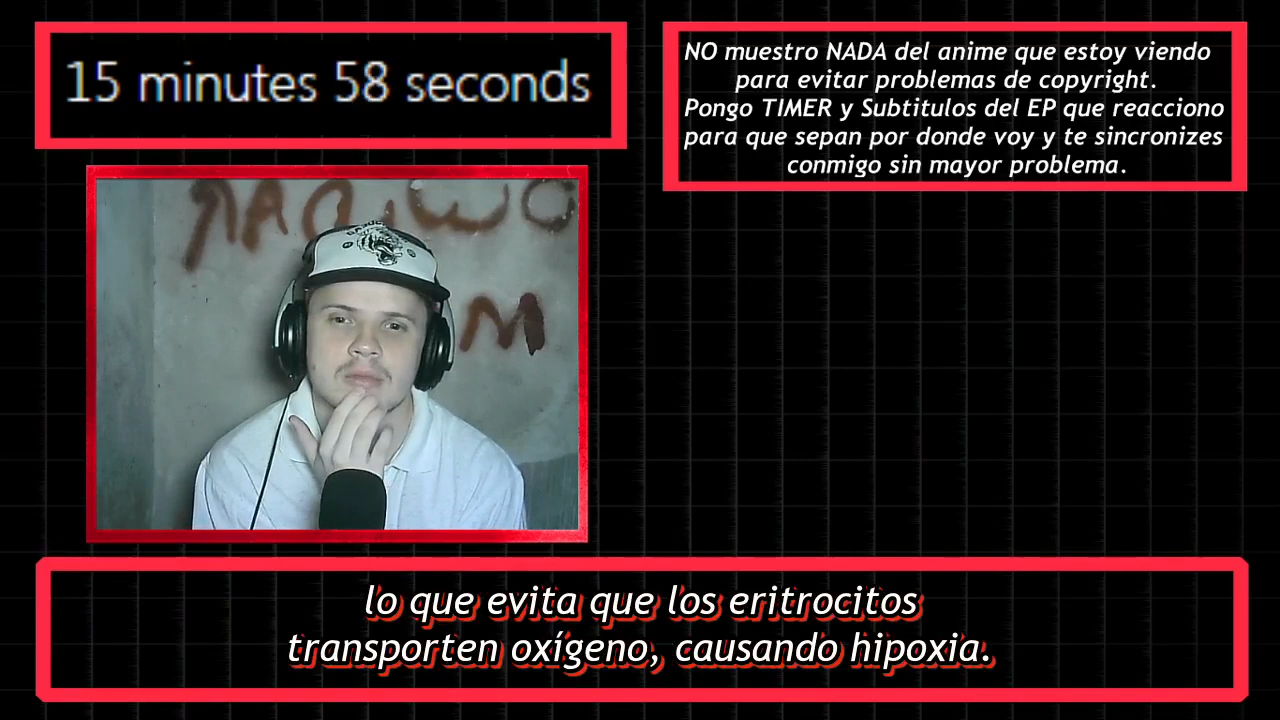 15 minutes 58 seconds
NO muestro NADA del anime que estoy viendo
para evitar problemas de copyright.
Pongo TIMER y Subtitulos del EP que reacciono
para que sepan por donde voy y te sincronizes
conmigo sin mayor problema.
M
lo que evita que los eritrocitos
transporten oxígeno, causando hipoxia.